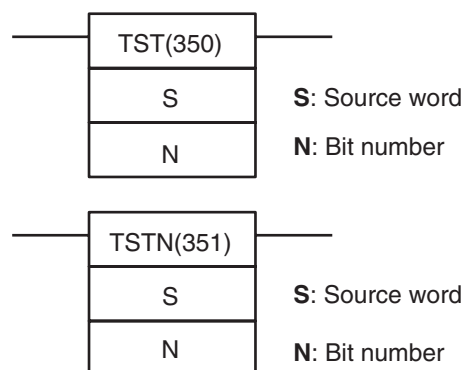 TST(350)
S
S: Source word
N
N: Bit number
TSTN(351)
S
S: Source word
N
N: Bit number